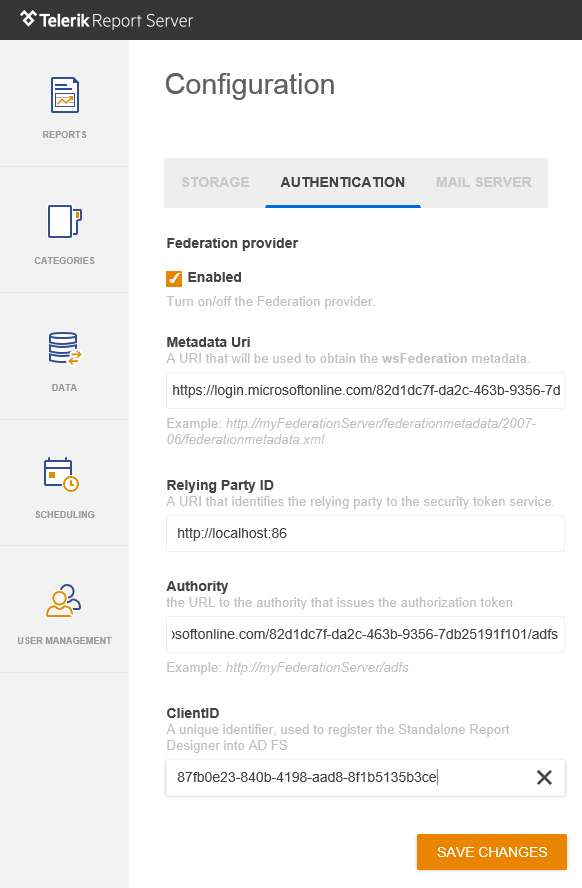 Telerik Report Server
REPORTS
CATEGORIES
DATA
SCHEDULING
USER MANAGEMENT
Configuration
STORAGE AUTHENTICATION MAIL SERVER
Federation provider
Enabled
Turn on/off the Federation provider.
Metadata Uri
A URI that will be used to obtain the wsFederation metadata.
https://login.microsoftonline.com/82d1dc7f-da2c-463b-9356-7d
Example: http://myFederationServer/federationmetadata/2007-
06/federationmetadata.xml
Relying Party ID
A URI that identifies the relying party to the security token service.
http://localhost:86
Authority
the URL to the authority that issues the authorization token
osoftonline.com/82d1dc7f-da2c-463b-9356-7db25191f101/adfs
Example: http://myFederationServer/adfs
ClientID
A unique identifier, used to register the Standalone Report
Designer into AD FS
87fb0e23-840b-4198-aad8-8f1b5135b3ce
SAVE CHANGES